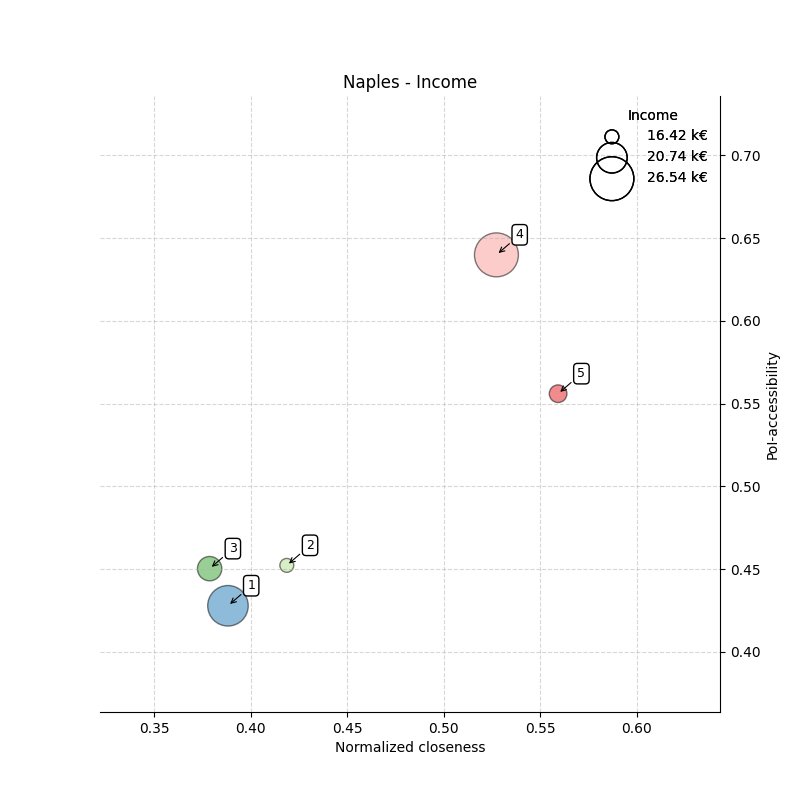 Naples - Income
Income
16.42 k€
20.74 k€
26.54 k€
0.70
0.65
0.60
0.55
0.50
0.45
0.40
PoI-accessibility
4
5
2
3
1
0.35
0.40
0.45
0.50
0.55
0.60
Normalized closeness